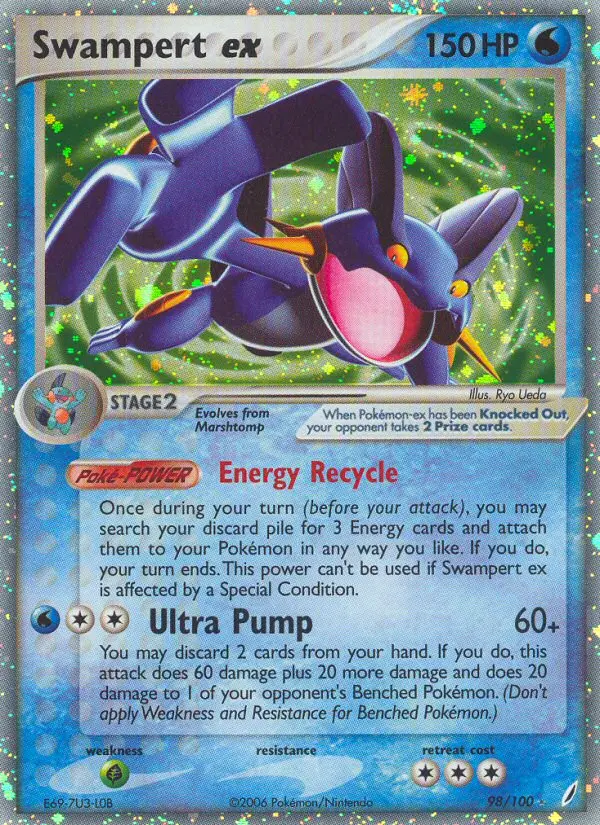 Swampert ex 150 HP
Illus. Ryo Ueda
STAGE 2
Evolves from
Marshtomp
When Pokémon-ex has been Knocked Out,
your opponent takes 2 Prize cards.
Poké-POWER Energy Recycle
Once during your turn (before your attack), you may
search your discard pile for 3 Energy cards and attach
them to your Pokémon in any way you like. If you do,
your turn ends. This power can't be used if Swampert ex
is affected by a Special Condition.
Ultra Pump 60+
You may discard 2 cards from your hand. If you do, this
attack does 60 damage plus 20 more damage and does 20
damage to 1 of your opponent's Benched Pokémon. (Don't
apply Weakness and Resistance for Benched Pokémon.)
weakness resistance retreat cost
E69-7U3-L0B ©2006 Pokémon/Nintendo 98/100